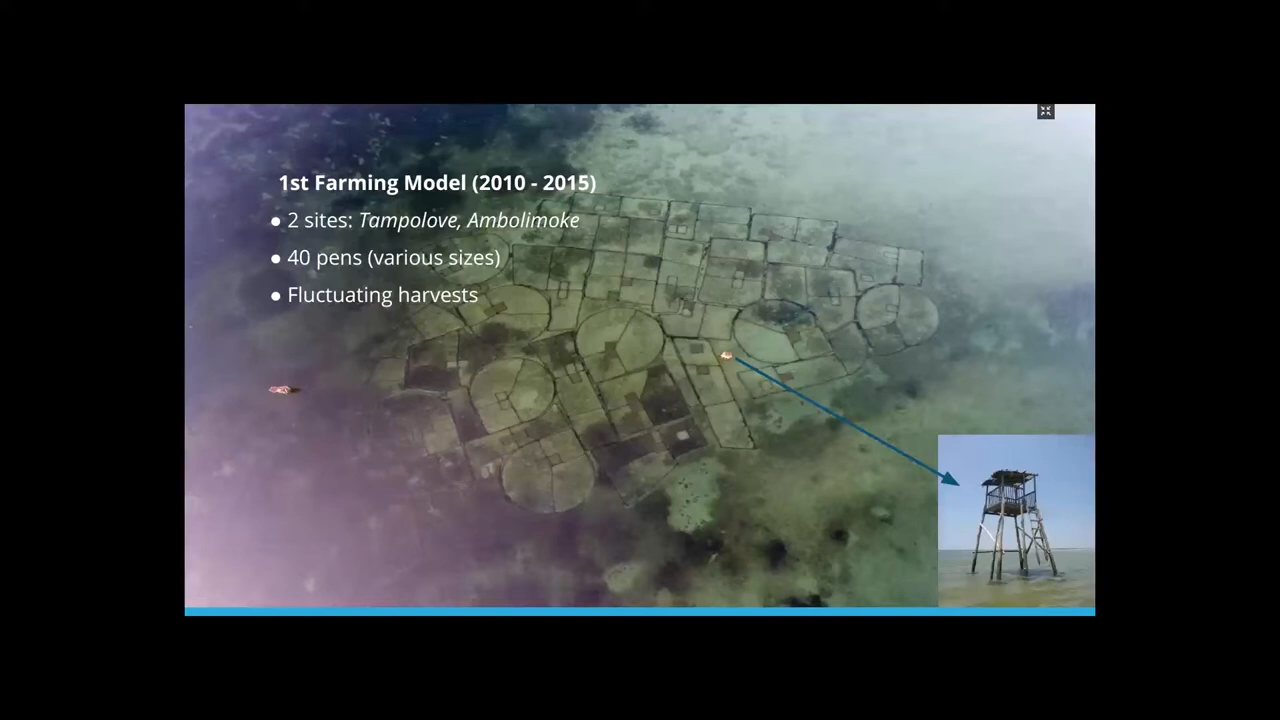 1st Farming Model (2010 - 2015)
● 2 sites: Tampolove, Ambolimoke
● 40 pens (various sizes)
● Fluctuating harvests